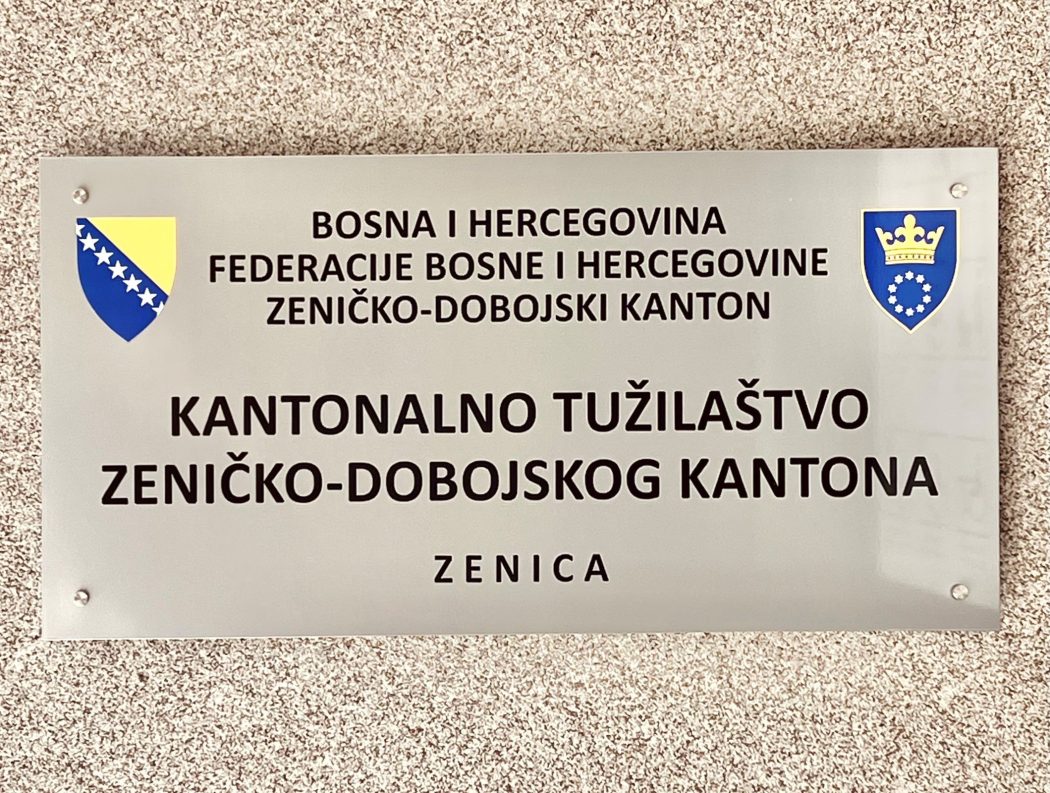 BOSNA I HERCEGOVINA
FEDERACIJE BOSNE I HERCEGOVINE
ZENIČKO-DOBOJSKI KANTON
KANTONALNO TUŽILAŠTVO
ZENIČKO-DOBOJSKOG KANTONA
ZENICA